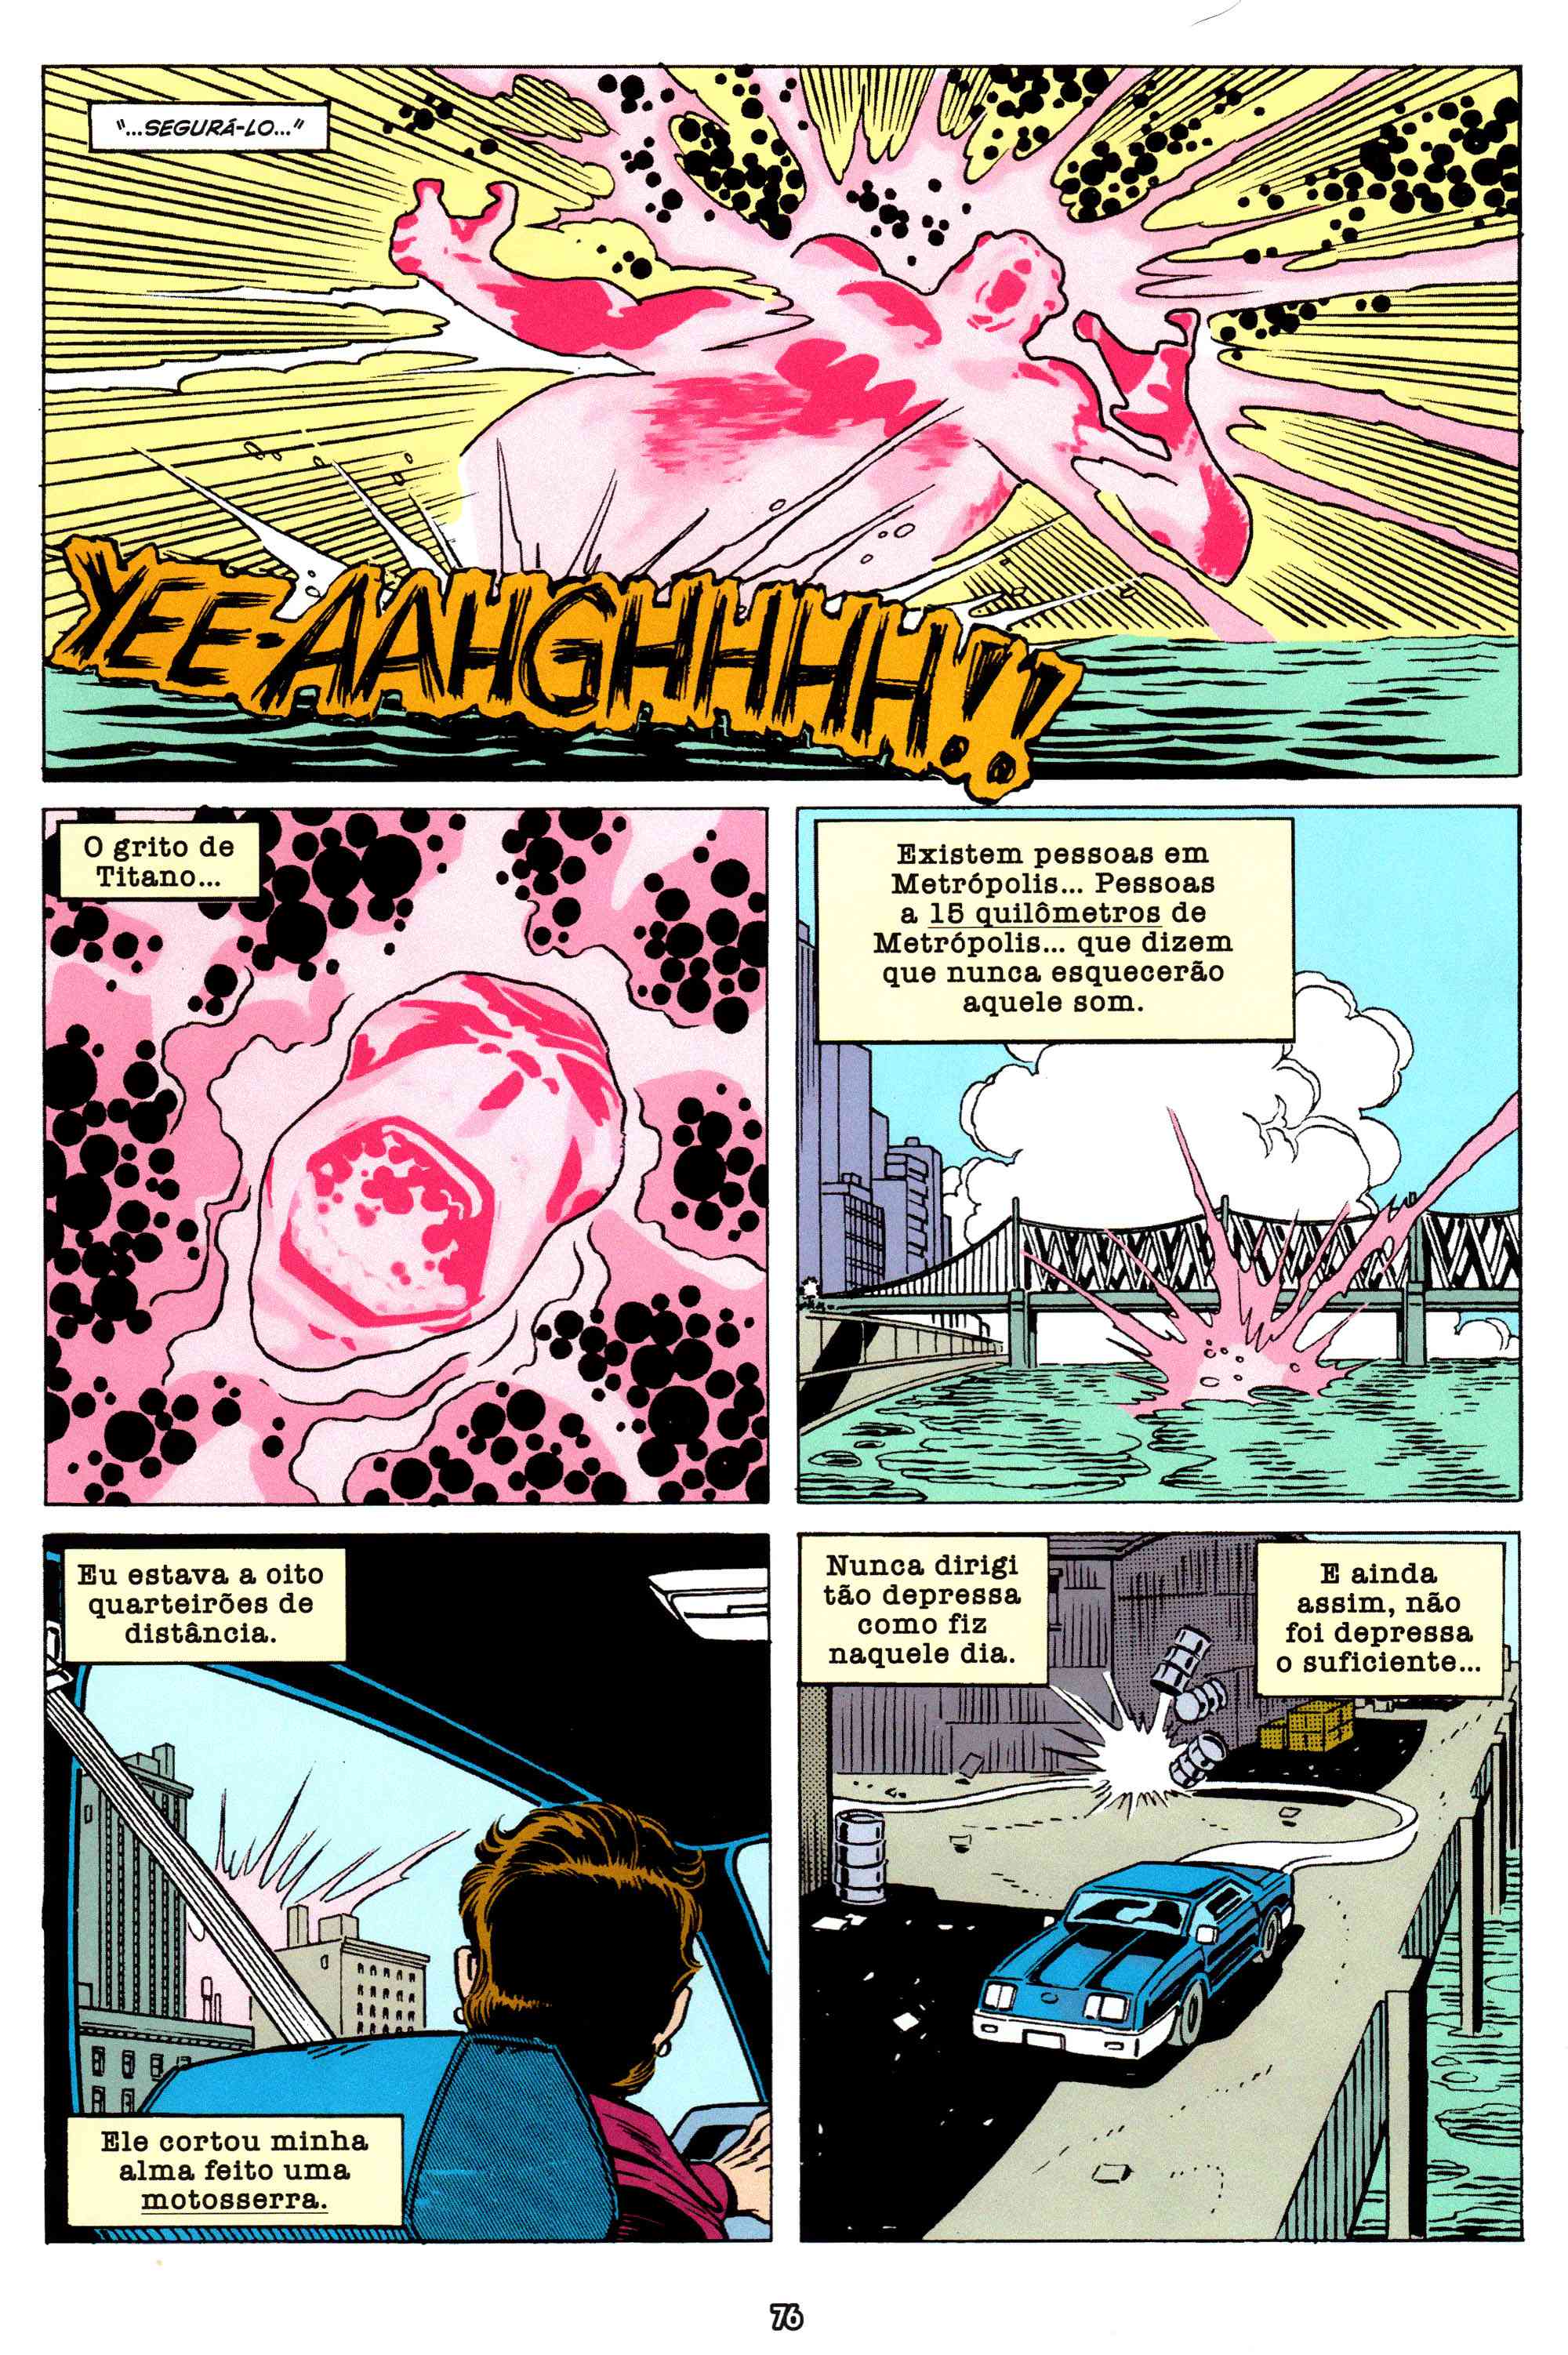 "...SEGURÁ-LO..."
YEE-AAHGHHHHH!!
O grito de
Titano...
Existem pessoas em
Metrópolis... Pessoas
a 15 quilômetros de
Metrópolis... que dizem
que nunca esquecerão
aquele som.
Eu estava a oito
quarteirões de
distância.
Ele cortou minha
alma feito uma
motosserra.
Nunca dirigi
tão depressa
como fiz
naquele dia.
E ainda
assim, não
foi depressa
o suficiente...
76